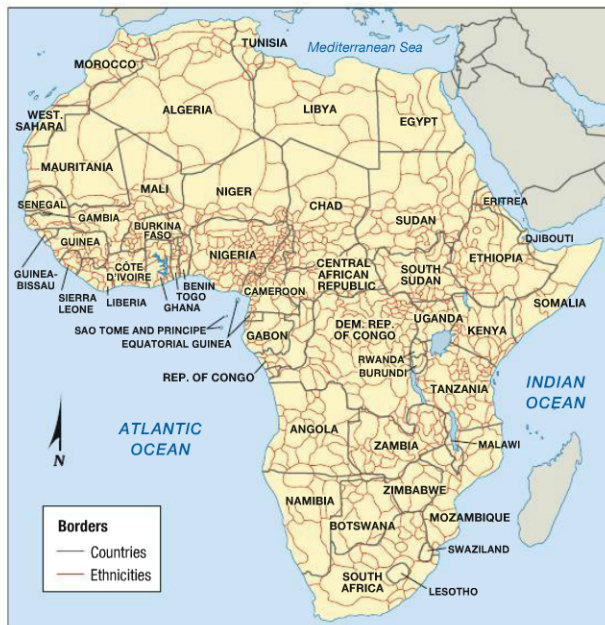 TUNISIA
Mediterranean Sea
MOROCCO
ALGERIA
LIBYA
EGYPT
WEST.
SAHARA
MAURITANIA
MALI
NIGER
CHAD
SUDAN
ERITREA
SENEGAL
GAMBIA
BURKINA
FASO
DJIBOUTI
GUINEA
NIGERIA
ETHIOPIA
GUINEA-
BISSAU
CÔTE
D'IVOIRE
CENTRAL
AFRICAN
REPUBLIC
SOUTH
SUDAN
SIERRA
LEONE
LIBERIA
GHANA
TOGO
BENIN
CAMEROON
SOMALIA
SAO TOME AND PRINCIPE
EQUATORIAL GUINEA
GABON
DEM. REP.
OF CONGO
UGANDA
KENYA
REP. OF CONGO
RWANDA
BURUNDI
TANZANIA
INDIAN
OCEAN
ATLANTIC
OCEAN
N
ANGOLA
ZAMBIA
MALAWI
NAMIBIA
ZIMBABWE
BOTSWANA
MOZAMBIQUE
SWAZILAND
SOUTH
AFRICA
LESOTHO
Borders
Countries
Ethnicities